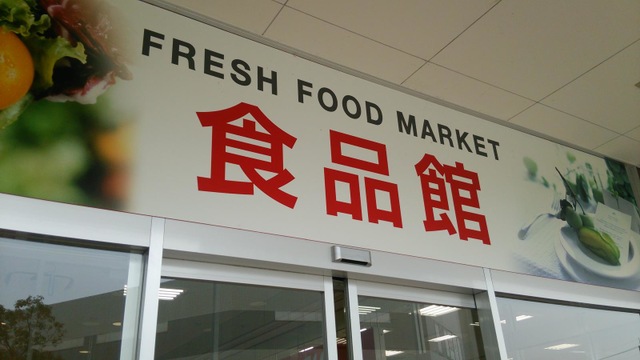 FRESH FOOD MARKET
食品館